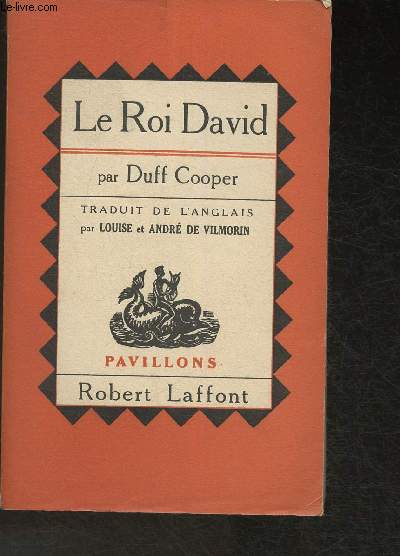 Le-livre.com
Le Roi David
par Duff Cooper
TRADUIT DE L'ANGLAIS
par LOUISE et ANDRÉ DE VILMORIN
PAVILLONS
Robert Laffont